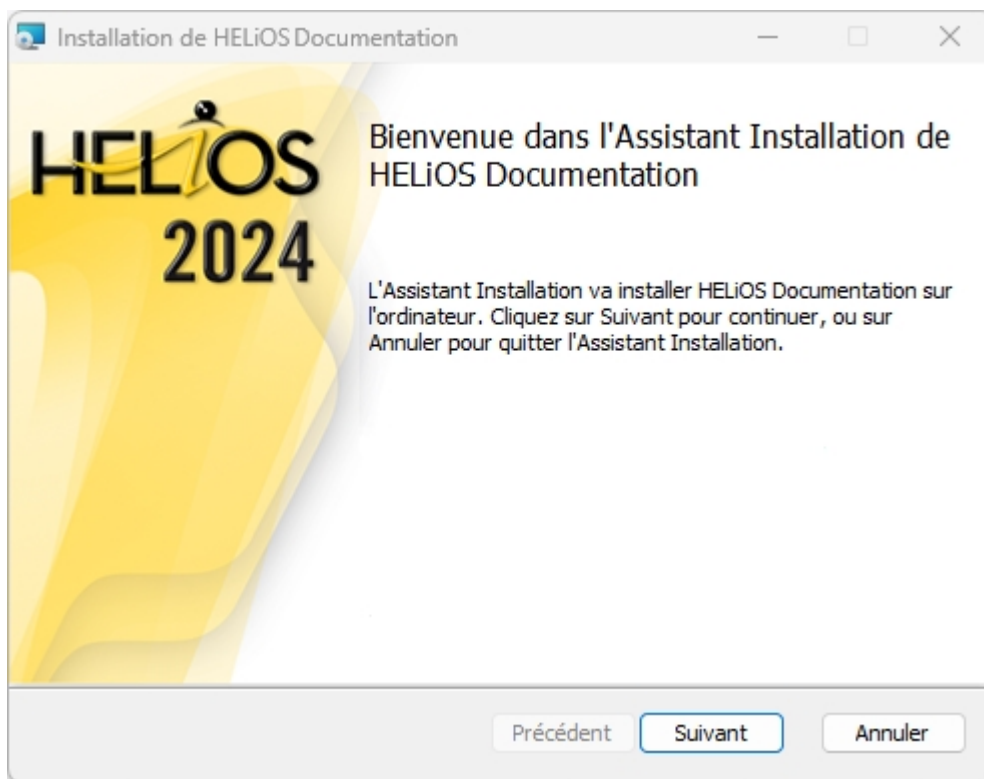 Installation de HELiOS Documentation
HELiOS
2024
Bienvenue dans l'Assistant Installation de
HELiOS Documentation
L'Assistant Installation va installer HELiOS Documentation sur
l'ordinateur. Cliquez sur Suivant pour continuer, ou sur
Annuler pour quitter l'Assistant Installation.
Précédent
Suivant
Annuler